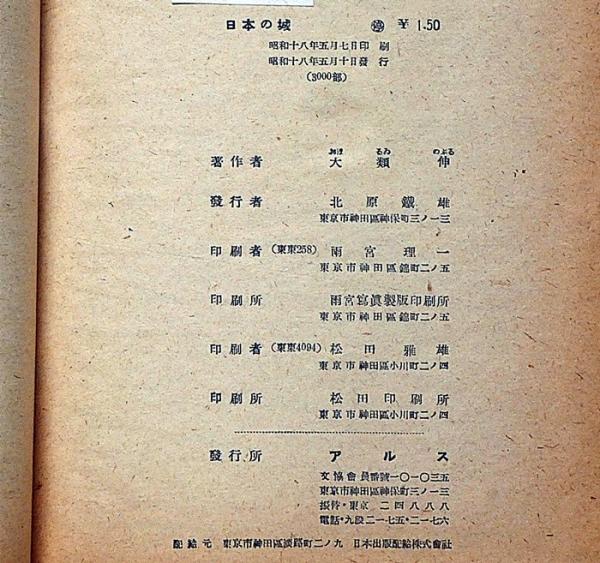 日本の城 ㊞ ¥1.50
昭和十八年五月七日印刷
昭和十八年五月十日發行
(3000部)
おほ るゐ のぶる
著作者 大類伸
發行者 北原鐵雄
東京市神田區神保町三ノ一三
印刷者(東東258) 雨宮理一
東京市神田區錦町二ノ五
印刷所 雨宮寫眞製版印刷所
東京市神田區錦町二ノ五
印刷者(東東4094) 松田雅雄
東京市神田區小川町二ノ四
印刷所 松田印刷所
東京市神田區小川町二ノ四
發行所 アルス
文協會員番號一〇一〇三五
東京市神田區神保町三ノ一三
振替・東京 二四八八八
電話・九段二一七五・二一七六
配給元 東京市神田區淡路町二ノ九 日本出版配給株式會社